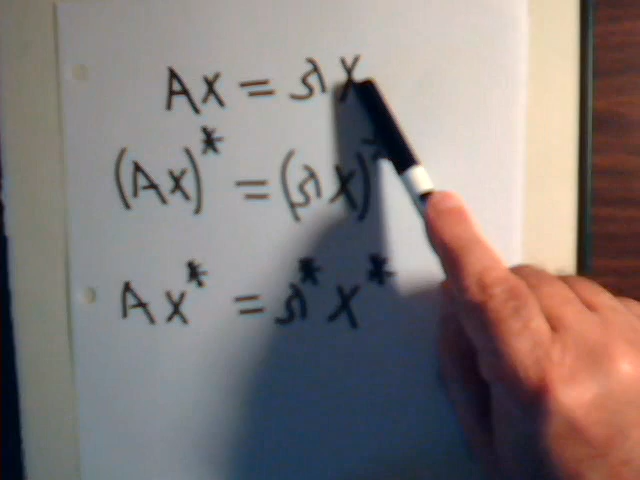 Ax = λx
(Ax)* = (λx)*
Ax* = λ*x*